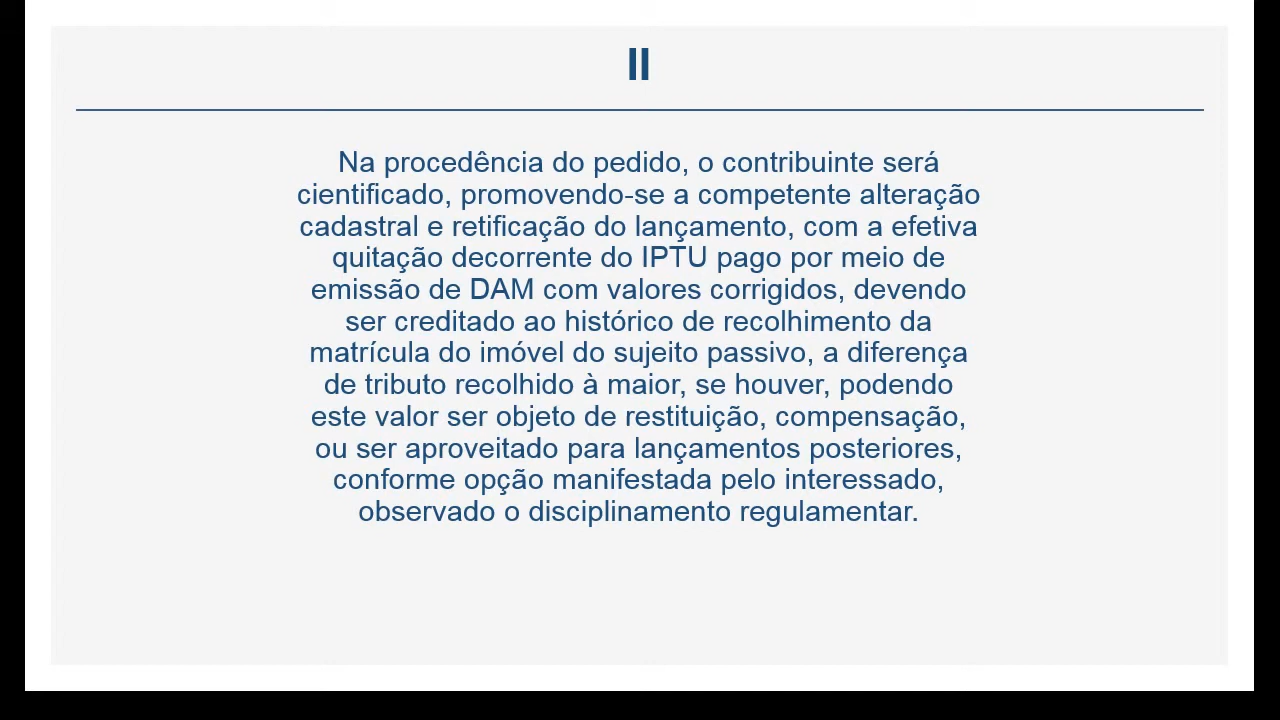 II
Na procedência do pedido, o contribuinte será
cientificado, promovendo-se a competente alteração
cadastral e retificação do lançamento, com a efetiva
quitação decorrente do IPTU pago por meio de
emissão de DAM com valores corrigidos, devendo
ser creditado ao histórico de recolhimento da
matrícula do imóvel do sujeito passivo, a diferença
de tributo recolhido à maior, se houver, podendo
este valor ser objeto de restituição, compensação,
ou ser aproveitado para lançamentos posteriores,
conforme opção manifestada pelo interessado,
observado o disciplinamento regulamentar.